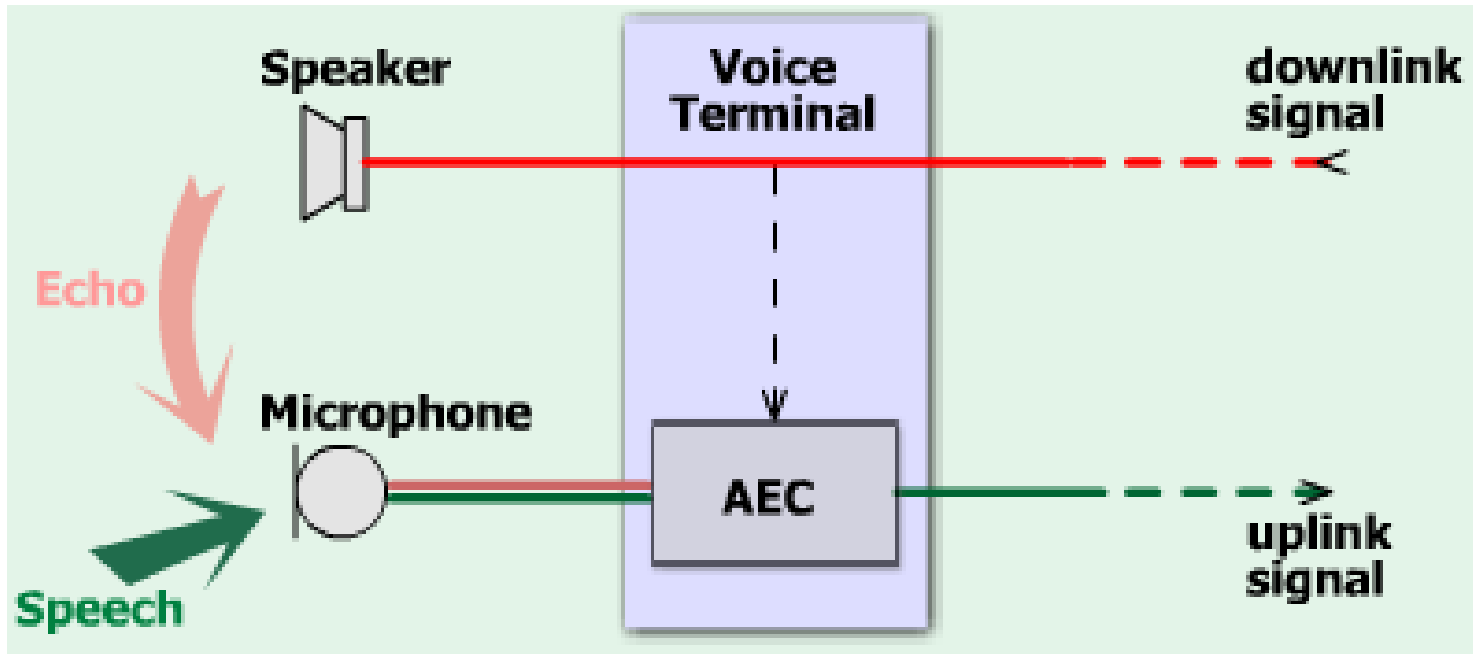 Speaker
Voice
Terminal
downlink
signal
Echo
Microphone
AEC
Speech
uplink
signal